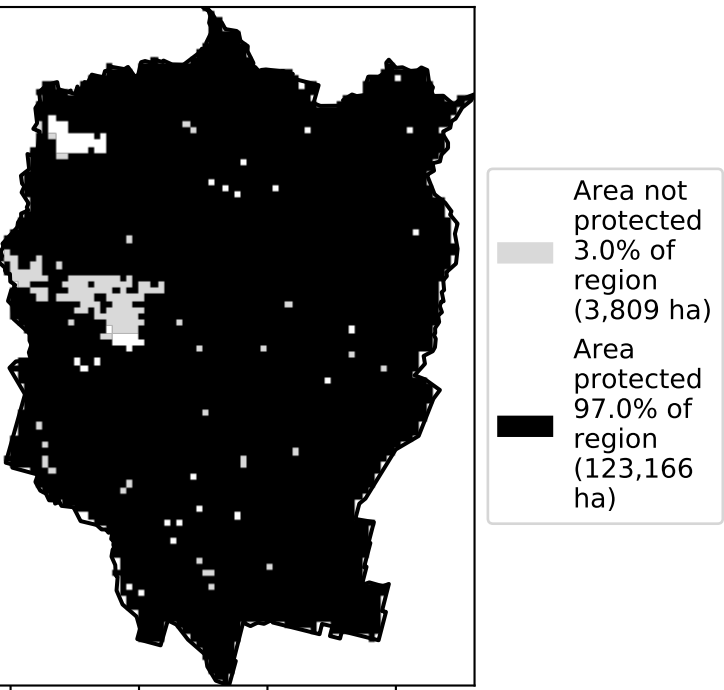 Area not
protected
3.0% of
region
(3,809 ha)
Area
protected
97.0% of
region
(123,166
ha)